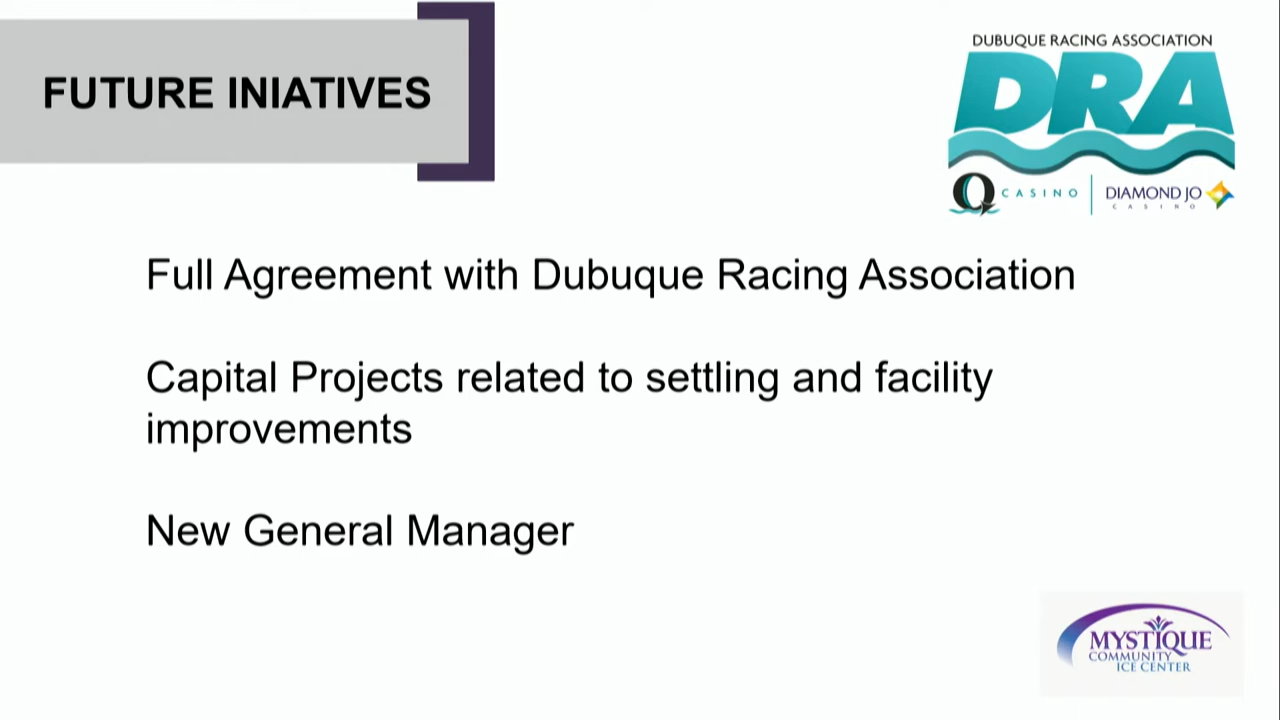 FUTURE INIATIVES
DUBUQUE RACING ASSOCIATION
DRA
Q CASINO
DIAMOND JO
CASINO
Full Agreement with Dubuque Racing Association
Capital Projects related to settling and facility
improvements
New General Manager
MYSTIQUE
COMMUNITY
ICE CENTER